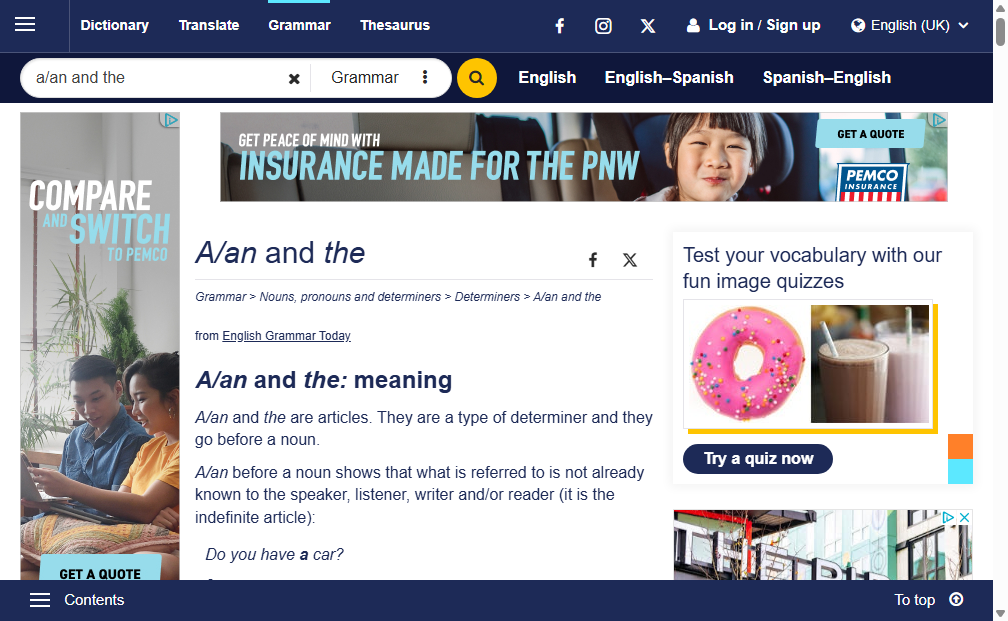 Dictionary Translate Grammar Thesaurus Log in / Sign up English (UK)
a/an and the Grammar English English–Spanish Spanish–English
COMPARE
AND SWITCH
TO PEMCO
GET A QUOTE
GET PEACE OF MIND WITH
INSURANCE MADE FOR THE PNW
GET A QUOTE
PEMCO
INSURANCE
A/an and the
Grammar > Nouns, pronouns and determiners > Determiners > A/an and the
from English Grammar Today
A/an and the: meaning
A/an and the are articles. They are a type of determiner and they
go before a noun.
A/an before a noun shows that what is referred to is not already
known to the speaker, listener, writer and/or reader (it is the
indefinite article):
Do you have a car?
Test your vocabulary with our
fun image quizzes
Try a quiz now
Contents To top